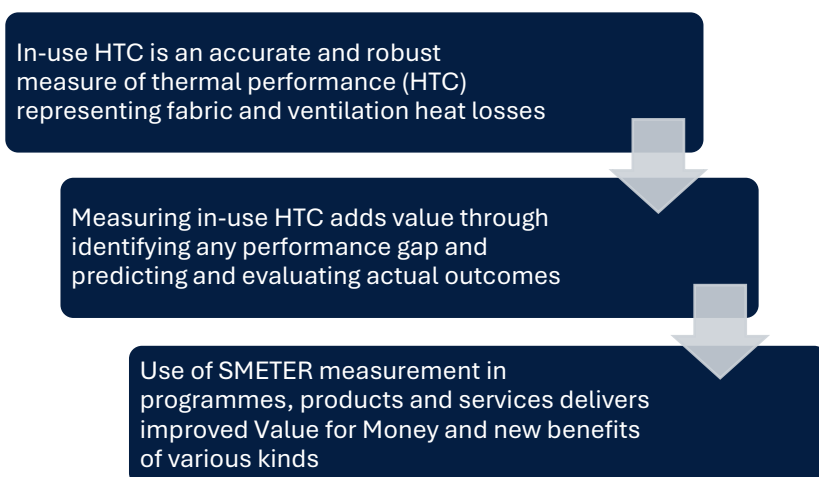 In-use HTC is an accurate and robust
measure of thermal performance (HTC)
representing fabric and ventilation heat losses
Measuring in-use HTC adds value through
identifying any performance gap and
predicting and evaluating actual outcomes
Use of SMETER measurement in
programmes, products and services delivers
improved Value for Money and new benefits
of various kinds